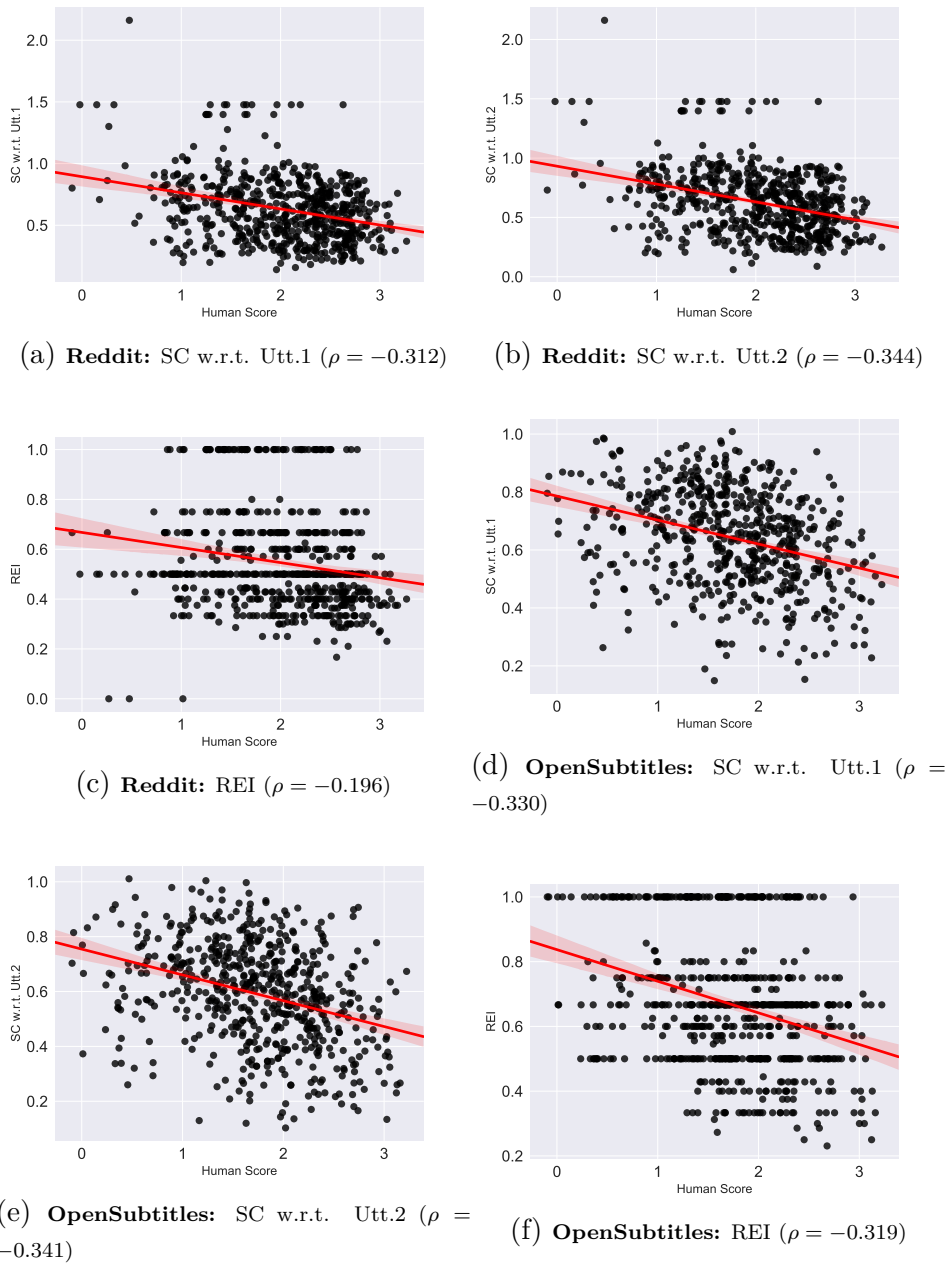 2.0
1.5
1.0
0.5
SC w.r.t. Utt.1
0 1 2 3
Human Score
(a) Reddit: SC w.r.t. Utt.1 (ρ = −0.312)
2.0
1.5
1.0
0.5
0.0
SC w.r.t. Utt.2
0 1 2 3
Human Score
(b) Reddit: SC w.r.t. Utt.2 (ρ = −0.344)
1.0
0.8
0.6
0.4
0.2
0.0
REI
0 1 2 3
Human Score
(c) Reddit: REI (ρ = −0.196)
1.0
0.8
0.6
0.4
0.2
SC w.r.t. Utt.1
0 1 2 3
Human Score
(d) OpenSubtitles: SC w.r.t. Utt.1 (ρ =
−0.330)
1.0
0.8
0.6
0.4
0.2
SC w.r.t. Utt.2
0 1 2 3
Human Score
(e) OpenSubtitles: SC w.r.t. Utt.2 (ρ =
−0.341)
1.0
0.8
0.6
0.4
0.2
REI
0 1 2 3
Human Score
(f) OpenSubtitles: REI (ρ = −0.319)